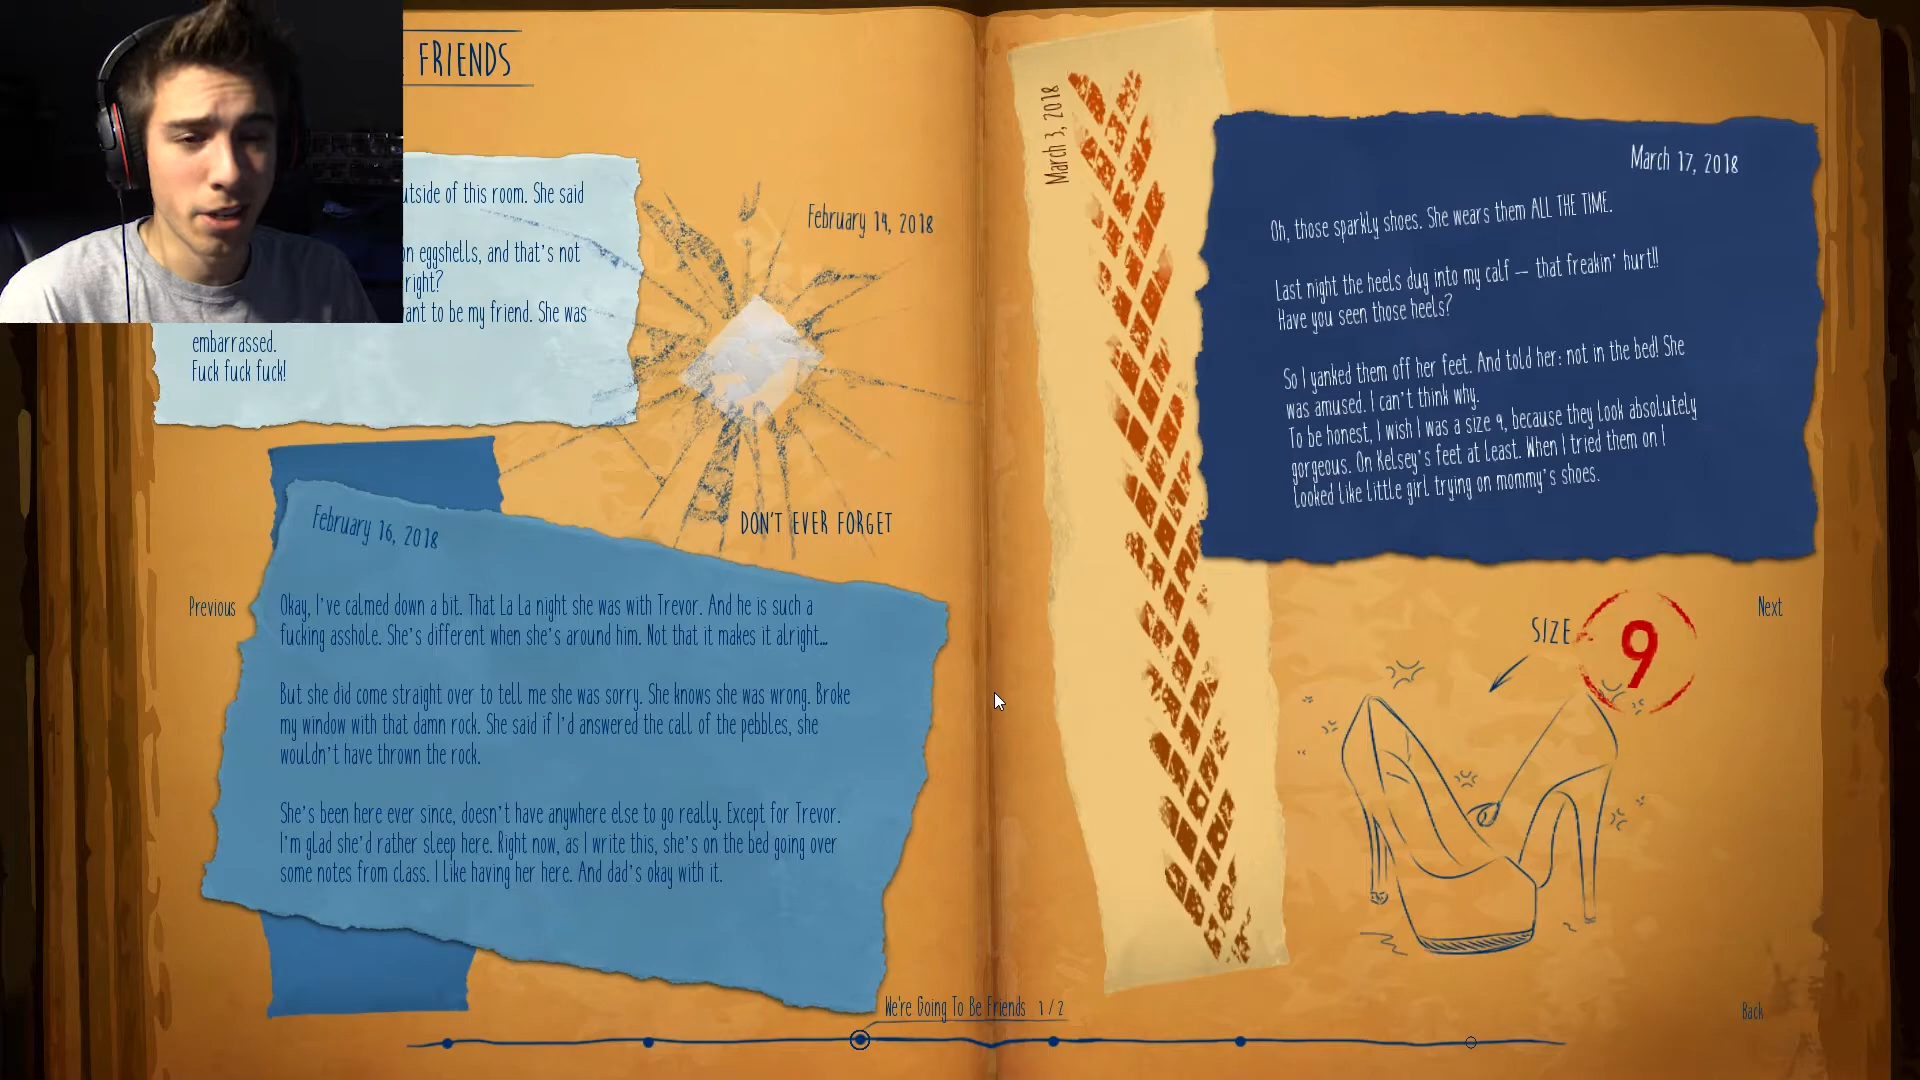 FRIENDS
utside of this room. She said
on eggshells, and that's not
right?
ant to be my friend. She was
embarrassed.
Fuck fuck fuck!
February 14, 2018
DON'T EVER FORGET
February 16, 2018
Okay, I've calmed down a bit. That La La night she was with Trevor. And he is such a
fucking asshole. She's different when she's around him. Not that it makes it alright...
But she did come straight over to tell me she was sorry. She knows she was wrong. Broke
my window with that damn rock. She said if I'd answered the call of the pebbles, she
wouldn't have thrown the rock.
She's been here ever since, doesn't have anywhere else to go really. Except for Trevor.
I'm glad she'd rather sleep here. Right now, as I write this, she's on the bed going over
some notes from class. I like having her here. And dad's okay with it.
Previous
March 3, 2018
March 17, 2018
Oh, those sparkly shoes. She wears them ALL THE TIME.
Last night the heels dug into my calf – that freakin' hurt!!
Have you seen those heels?
So I yanked them off her feet. And told her: not in the bed! She
was amused. I can't think why.
To be honest, I wish I was a size 9, because they look absolutely
gorgeous. On Kelsey's feet at least. When I tried them on I
looked like little girl trying on mommy's shoes.
SIZE 9
Next
We're Going To Be Friends 1/2
Back